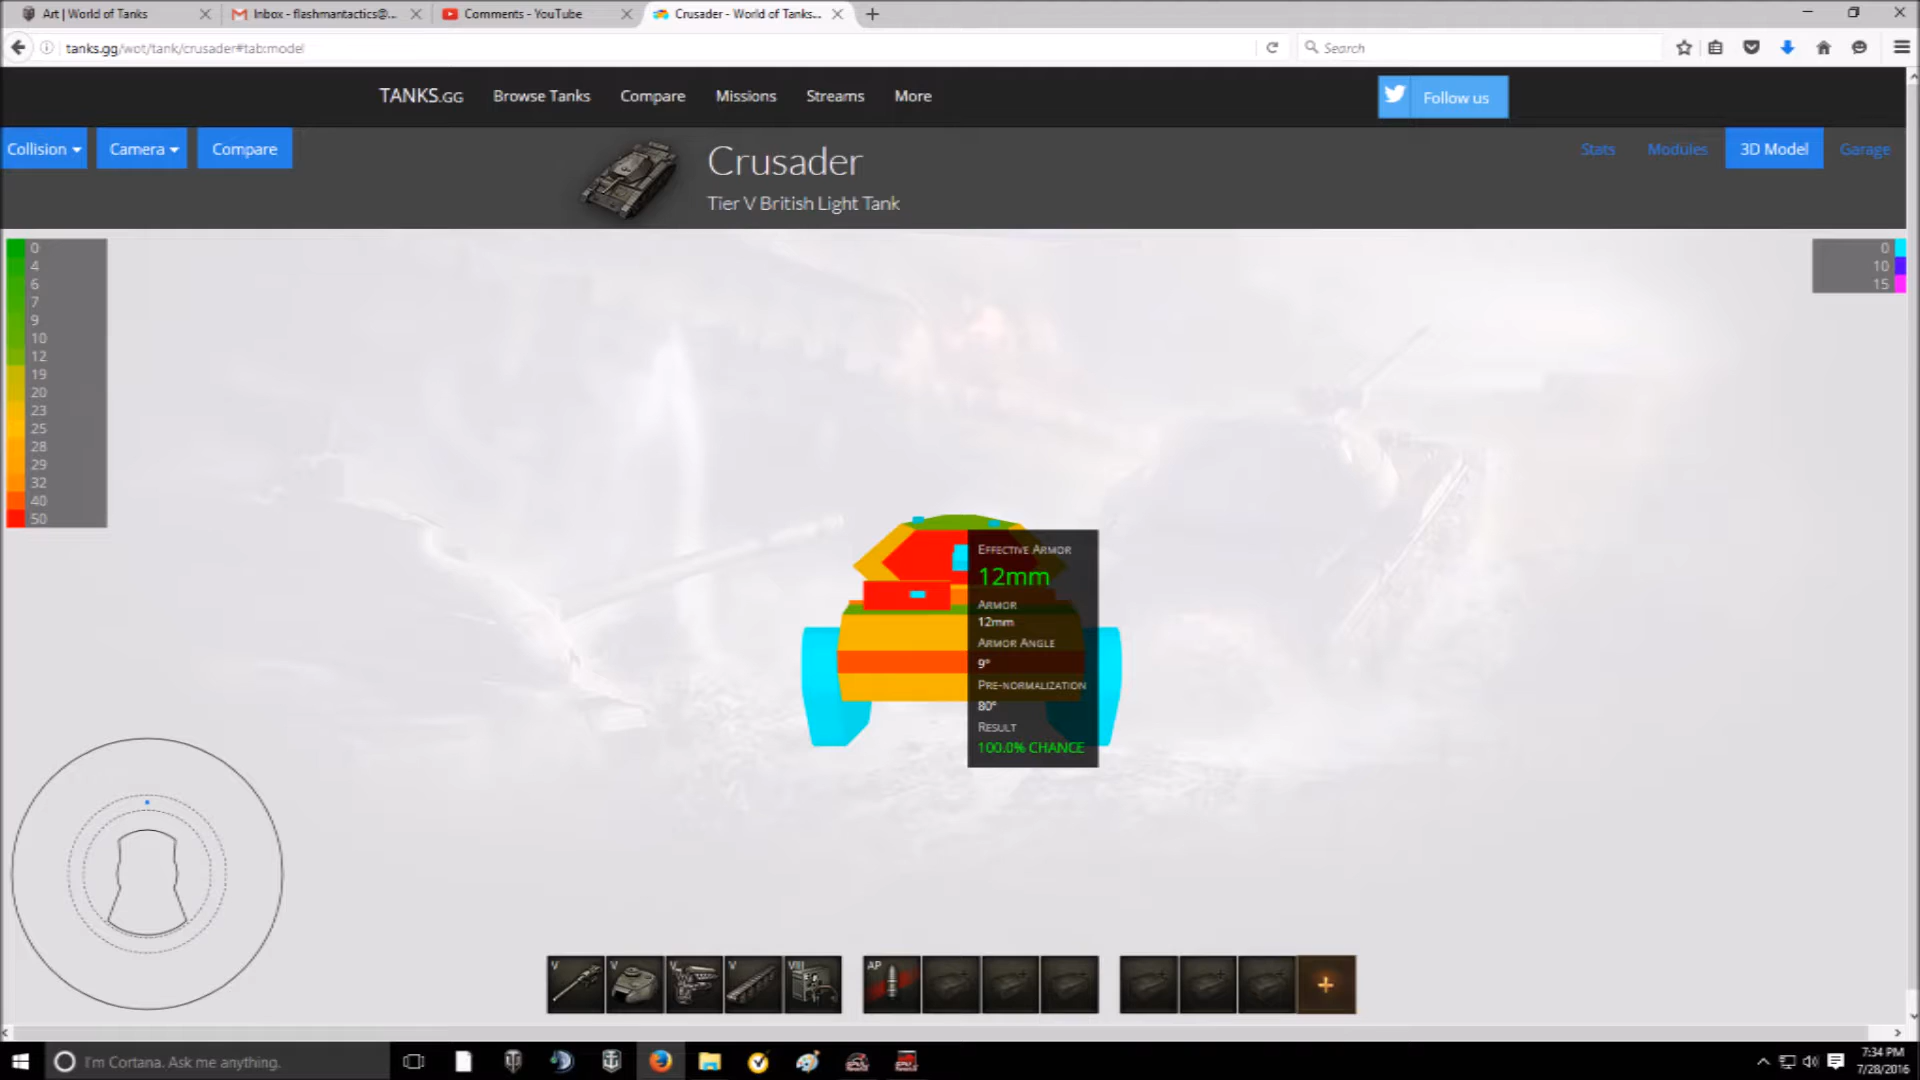 Art | World of Tanks
Inbox - flashmantactics@...
Comments - YouTube
Crusader - World of Tanks...
tanks.gg/wot/tank/crusader#tab:model
Search
TANKS.GG
Browse Tanks
Compare
Missions
Streams
More
Follow us
Collision
Camera
Compare
Crusader
Tier V British Light Tank
Stats
Modules
3D Model
Garage
0
4
6
7
9
10
12
19
20
23
25
28
29
32
40
50
0
10
15
EFFECTIVE ARMOR
12mm
ARMOR
12mm
ARMOR ANGLE
9°
PRE-NORMALIZATION
80°
RESULT
100.0% CHANCE
V
V
V
V
VIII
AP
I'm Cortana. Ask me anything.
7:34 PM
7/28/2016